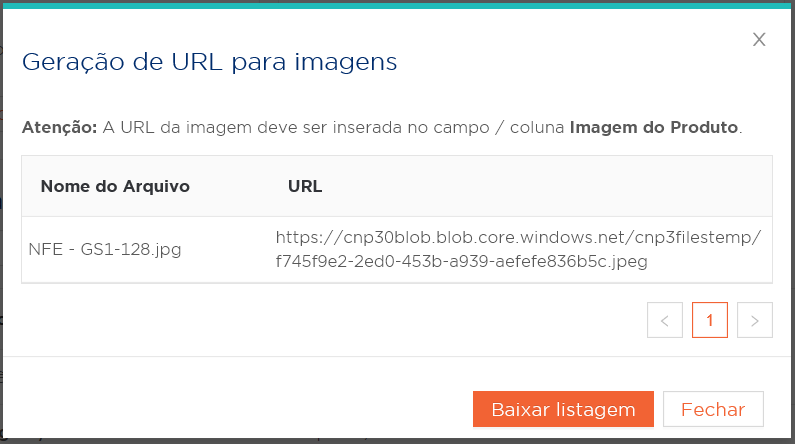 X
Geração de URL para imagens
Atenção: A URL da imagem deve ser inserada no campo / coluna Imagem do Produto.
Nome do Arquivo URL
NFE - GS1-128.jpg
https://cnp30blob.blob.core.windows.net/cnp3filestemp/
f745f9e2-2ed0-453b-a939-aefefe836b5c.jpeg
< 1 >
Baixar listagem Fechar